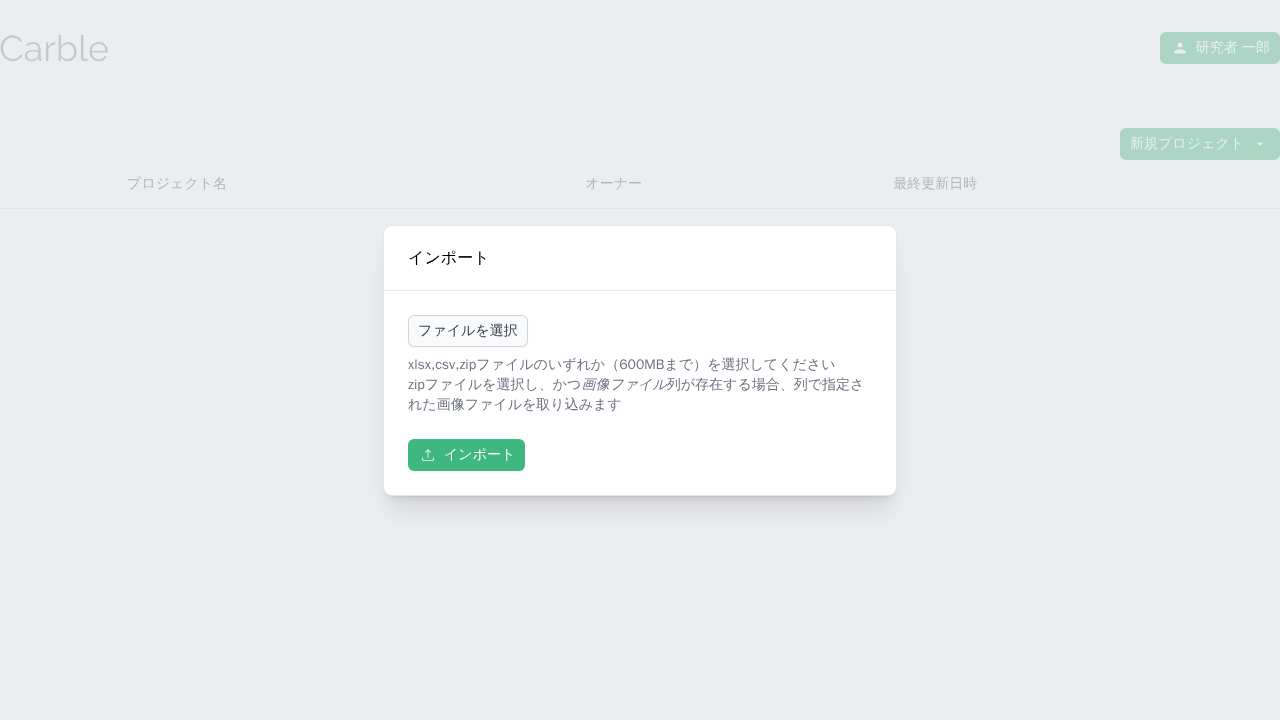 Carble
研究者 一郎
新規プロジェクト
プロジェクト名 オーナー 最終更新日時
インポート
ファイルを選択
xlsx,csv,zipファイルのいずれか（600MBまで）を選択してください
zipファイルを選択し、かつ画像ファイル列が存在する場合、列で指定さ
れた画像ファイルを取り込みます
インポート